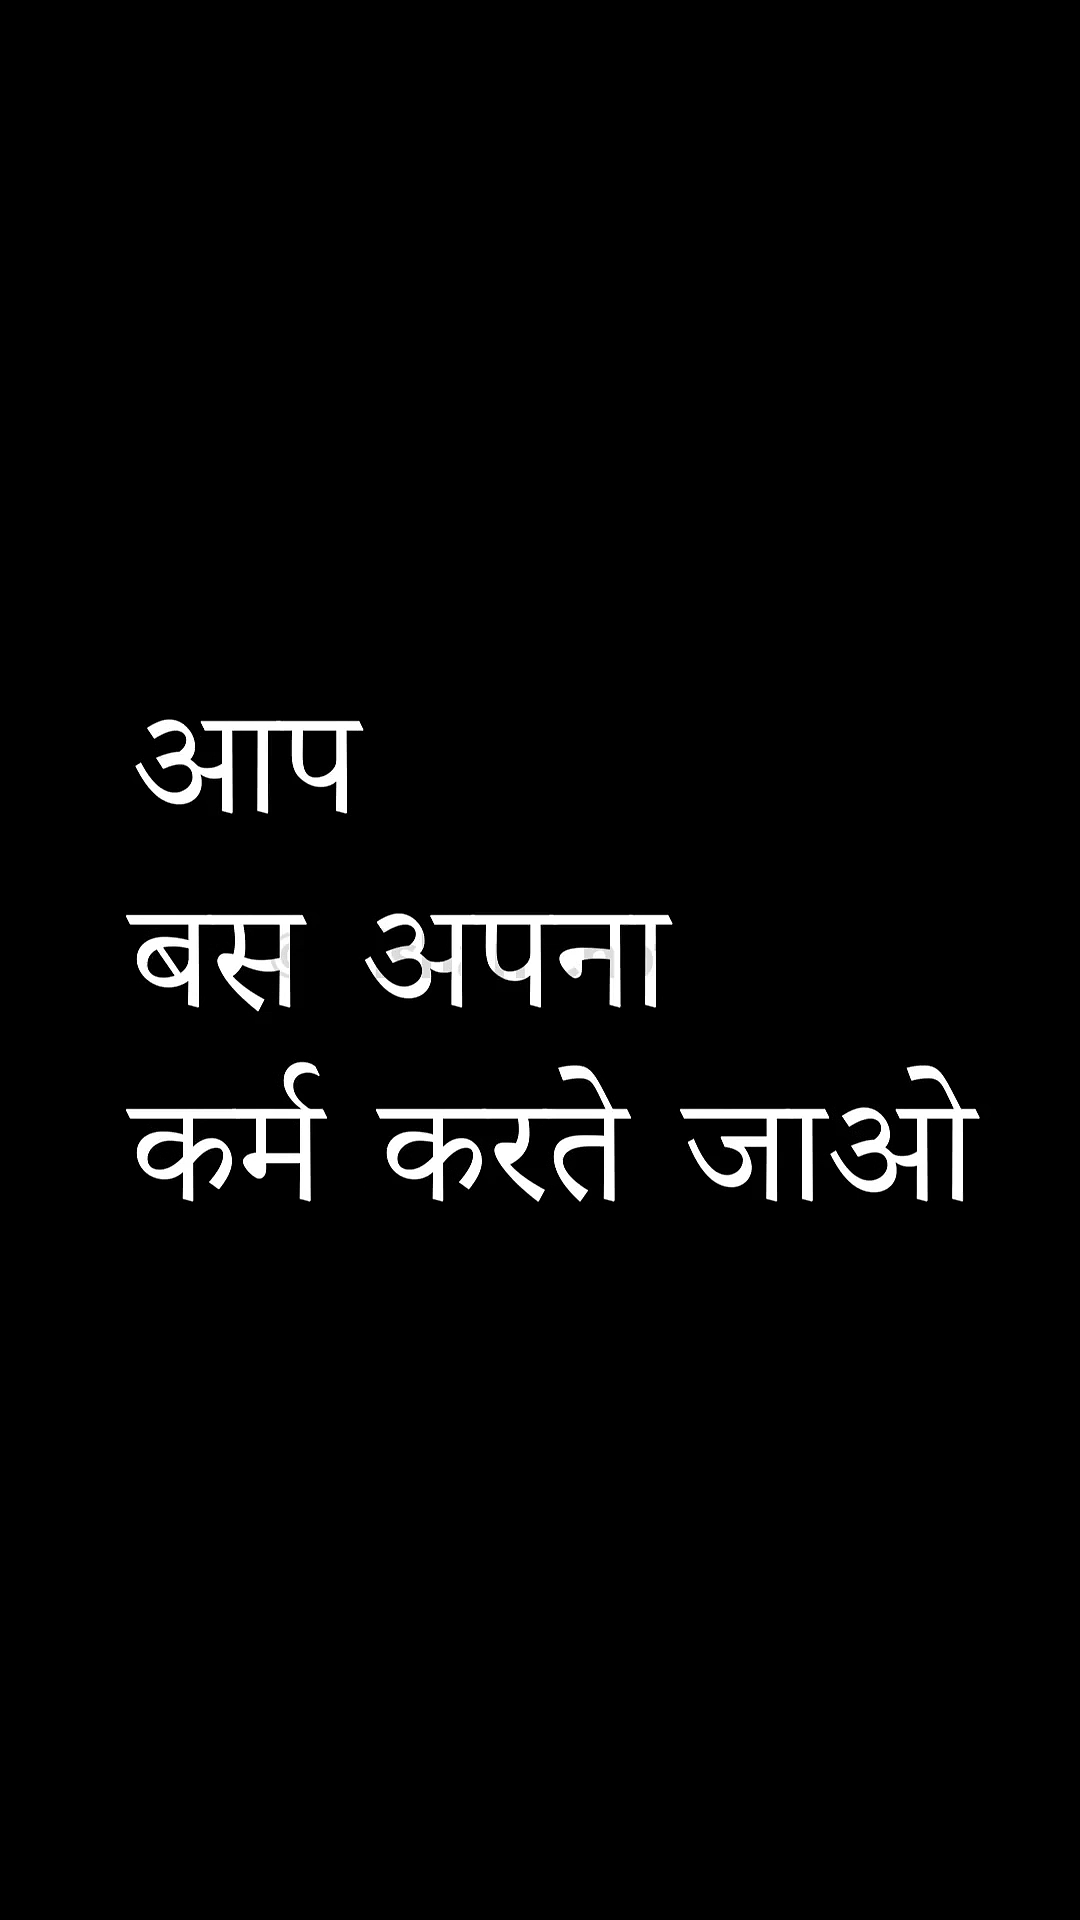 आप
बस अपना
कर्म करते जाओ